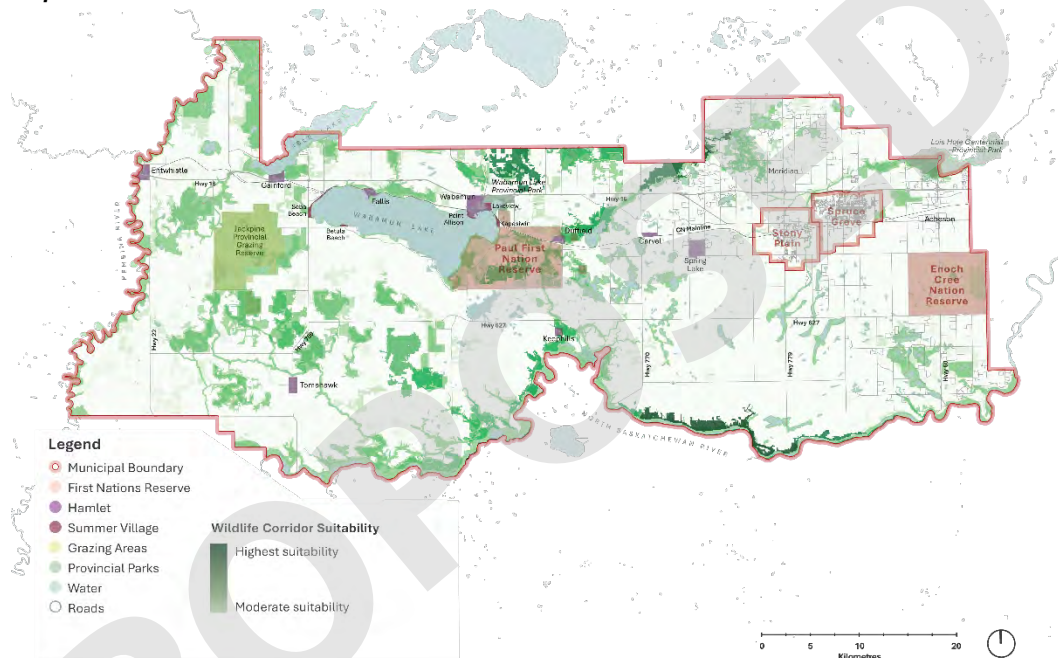 PROPOSED
Lois Hole Centennial
Provincial Park
Entwhistle
Hwy 16
Gainford
Seba
Beach
Fallis
Betula
Beach
WABAMUN LAKE
Wabamun
Point
Alison
Lakeview
Kapasiwin
Wabamun Lake
Provincial Park
Duffield
Hwy 16
Carvel
CN Mainline
Spring
Lake
Meridian
Stony
Plain
Spruce
Grove
Acheson
PEMBINA RIVER
Jackpine
Provincial
Grazing
Reserve
Paul First
Nation
Reserve
Enoch
Cree
Nation
Reserve
Hwy 22
Hwy 759
Hwy 627
Hwy 627
Keephills
Hwy 770
Hwy 779
Hwy 60
Tomahawk
NORTH SASKATCHEWAN RIVER
Legend
Municipal Boundary
First Nations Reserve
Hamlet
Summer Village
Grazing Areas
Provincial Parks
Water
Roads
Wildlife Corridor Suitability
Highest suitability
Moderate suitability
0 5 10 20
Kilometres